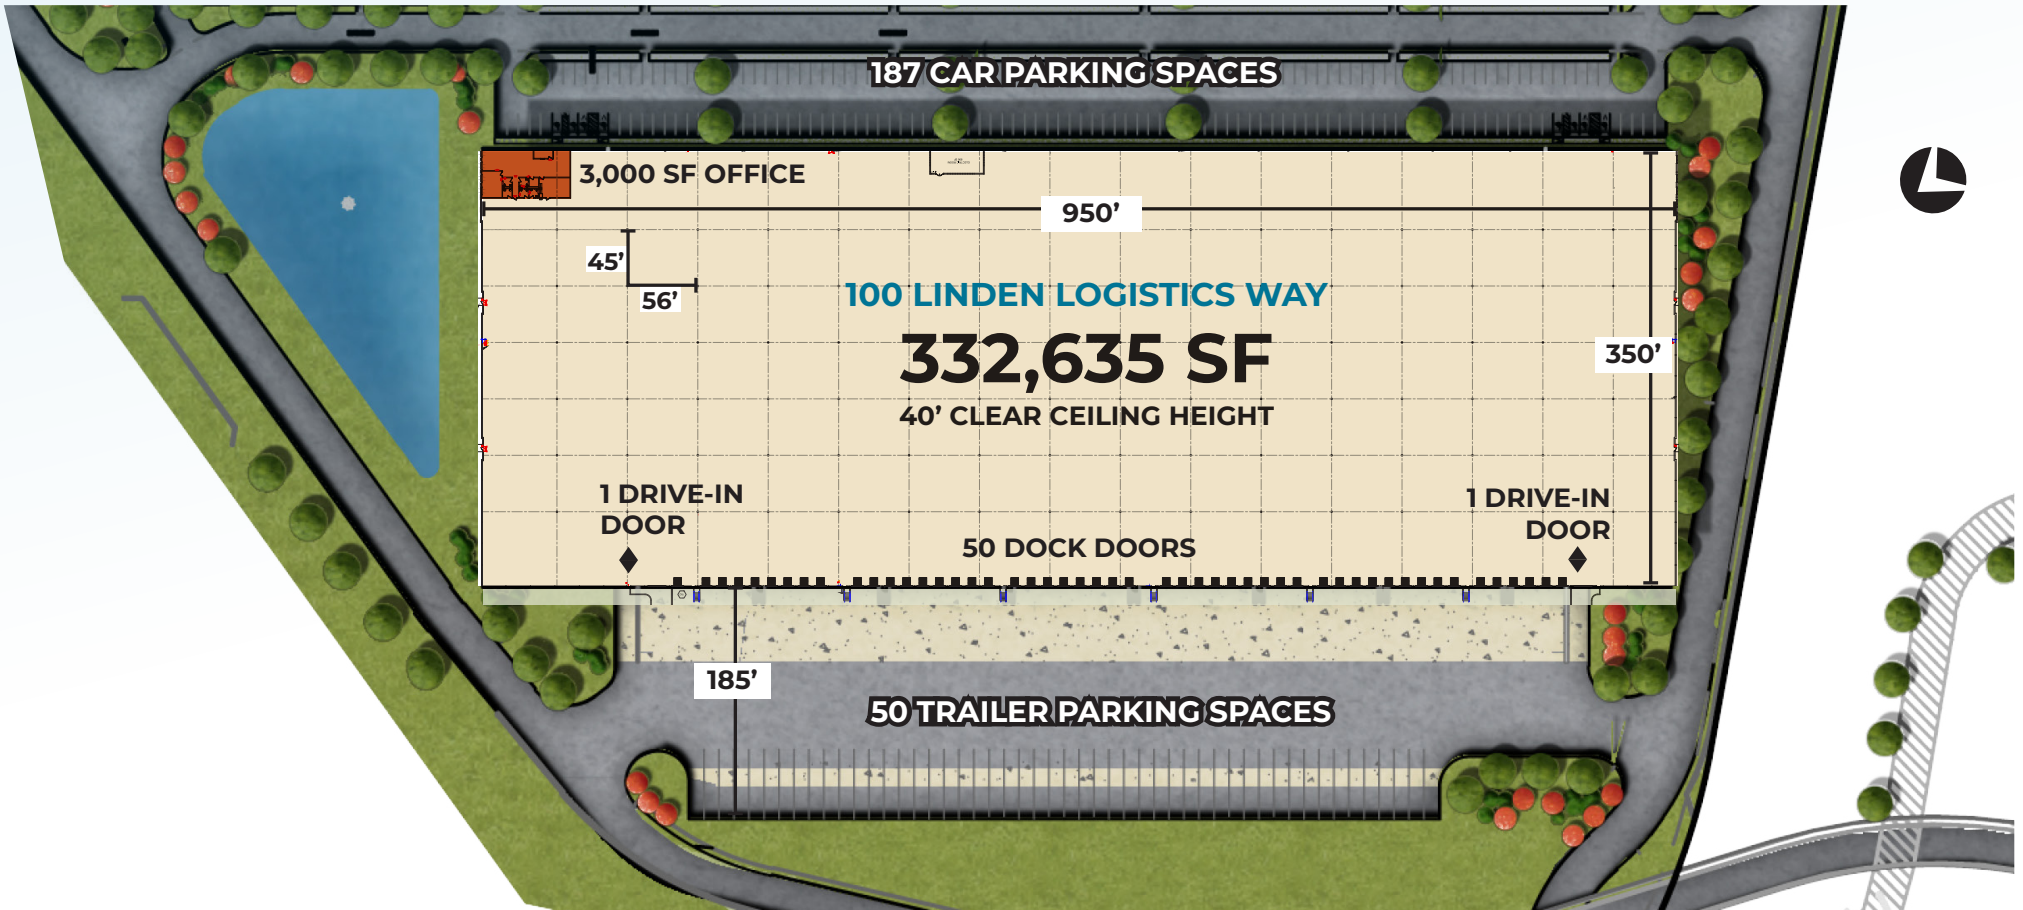 187 CAR PARKING SPACES
3,000 SF OFFICE
950’
45’
56’
100 LINDEN LOGISTICS WAY
332,635 SF
40’ CLEAR CEILING HEIGHT
350’
1 DRIVE-IN
DOOR
1 DRIVE-IN
DOOR
50 DOCK DOORS
185’
50 TRAILER PARKING SPACES